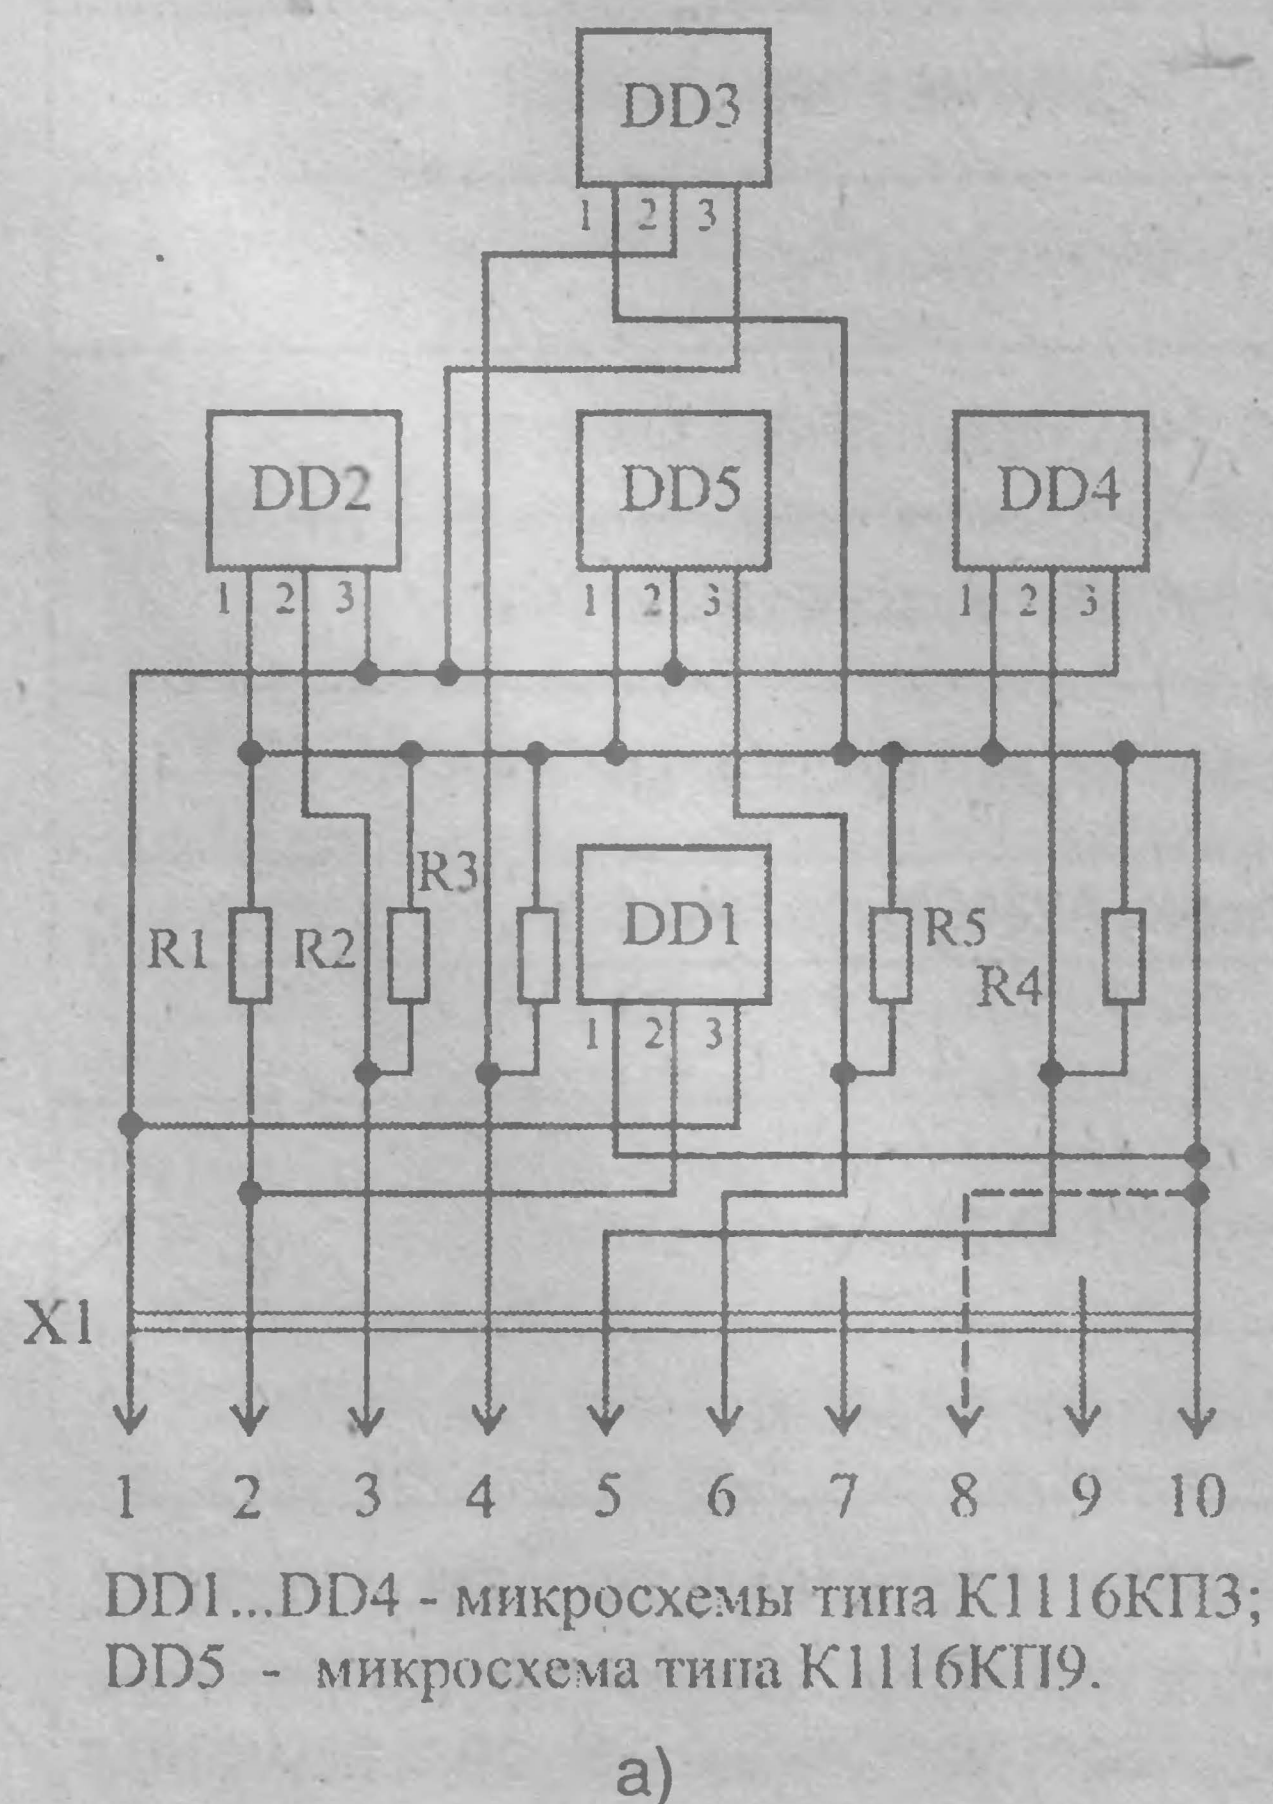 DD3
1 2 3
DD2 DD5 DD4
1 2 3 1 2 3 1 2 3
R3
R1 R2 DD1 R5
R4
1 2 3
X1
1 2 3 4 5 6 7 8 9 10
DD1...DD4 - микросхемы типа К1116КП3;
DD5 - микросхема типа К1116КП9.
а)